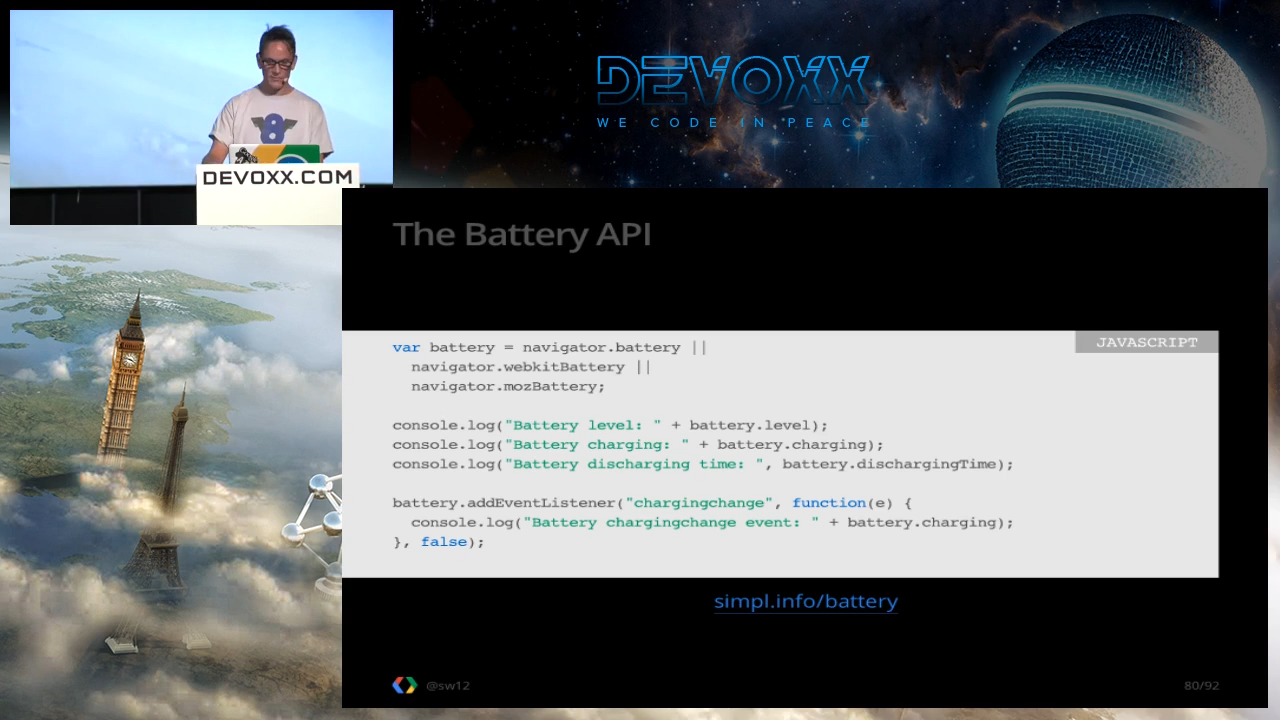 DEVOXX
WE CODE IN PEACE
8
DEVOXX.COM
The Battery API
JAVASCRIPT
var battery = navigator.battery ||
  navigator.webkitBattery ||
  navigator.mozBattery;
console.log("Battery level: " + battery.level);
console.log("Battery charging: " + battery.charging);
console.log("Battery discharging time: ", battery.dischargingTime);
battery.addEventListener("chargingchange", function(e) {
  console.log("Battery chargingchange event: " + battery.charging);
}, false);
simpl.info/battery
@sw12
80/92